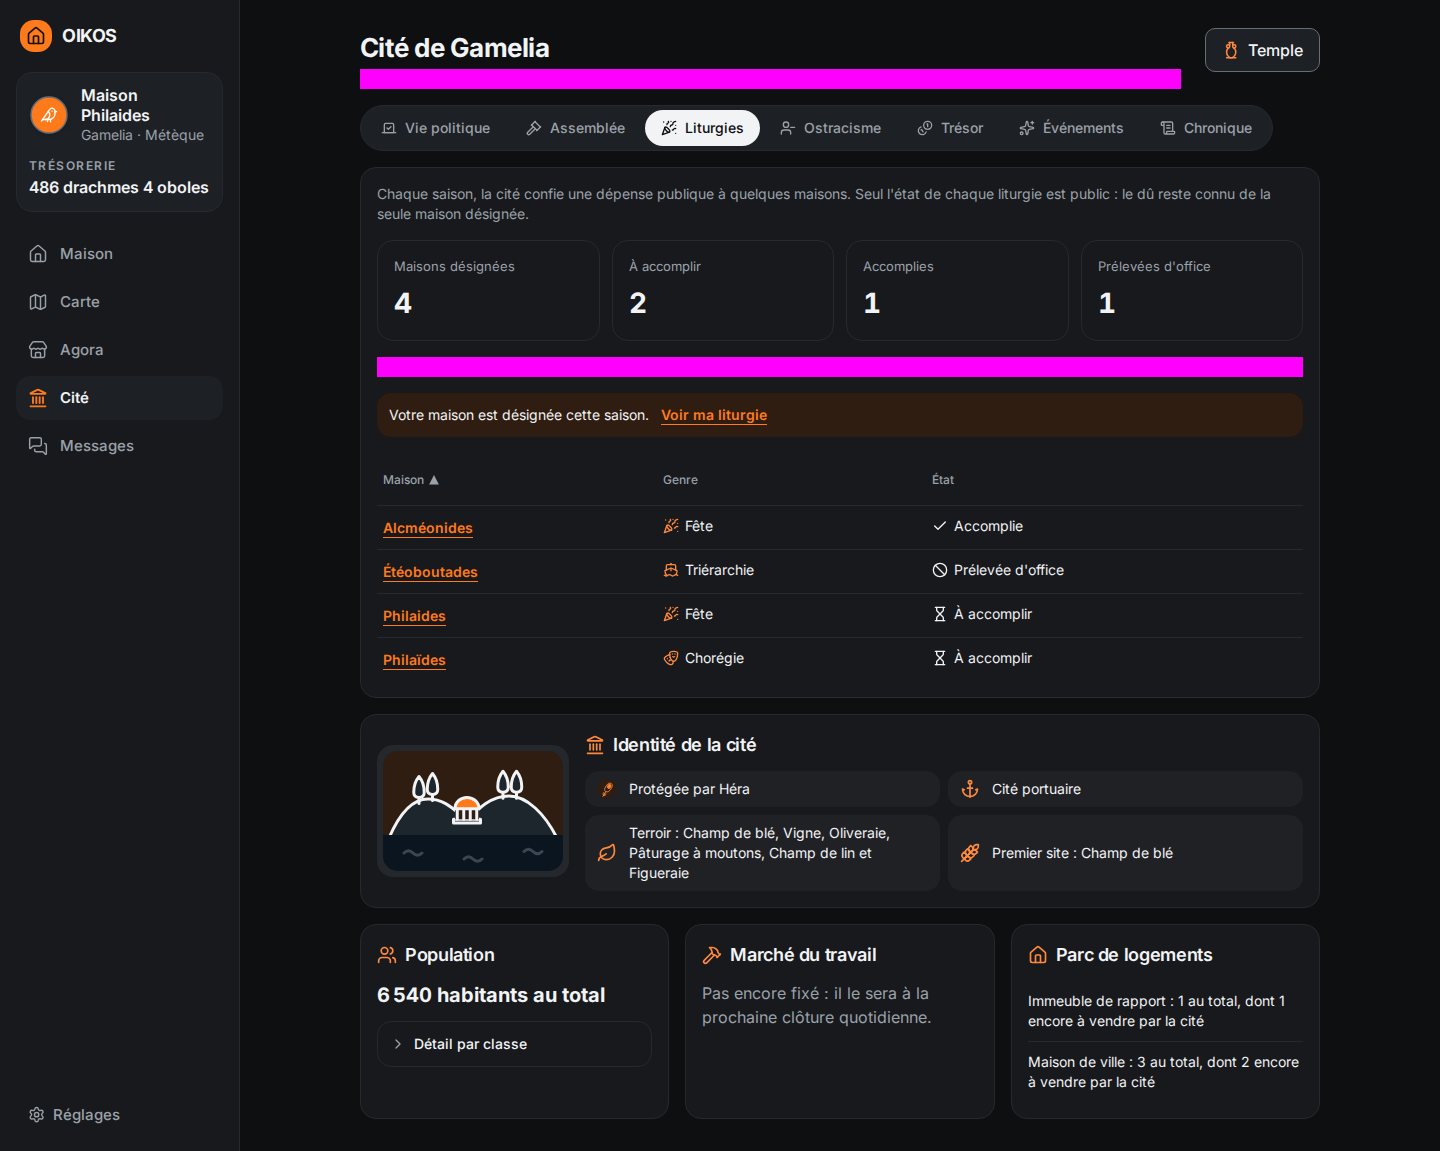 OIKOS
Maison
Philaides
Gamelia · Métèque
TRÉSORERIE
486 drachmes 4 oboles
Maison
Carte
Agora
Cité
Messages
Réglages
Cité de Gamelia
Temple
Vie politique
Assemblée
Liturgies
Ostracisme
Trésor
Événements
Chronique
Chaque saison, la cité confie une dépense publique à quelques maisons. Seul l'état de chaque liturgie est public : le dû reste connu de la
seule maison désignée.
Maisons désignées
4
À accomplir
2
Accomplies
1
Prélevées d'office
1
Votre maison est désignée cette saison. Voir ma liturgie
Maison ▲ Genre État
Alcméonides Fête Accomplie
Étéoboutades Triérarchie Prélevée d'office
Philaides Fête À accomplir
Philaïdes Chorégie À accomplir
Identité de la cité
Protégée par Héra
Cité portuaire
Terroir : Champ de blé, Vigne, Oliveraie,
Pâturage à moutons, Champ de lin et
Figueraie
Premier site : Champ de blé
Population
6 540 habitants au total
Détail par classe
Marché du travail
Pas encore fixé : il le sera à la
prochaine clôture quotidienne.
Parc de logements
Immeuble de rapport : 1 au total, dont 1
encore à vendre par la cité
Maison de ville : 3 au total, dont 2 encore
à vendre par la cité